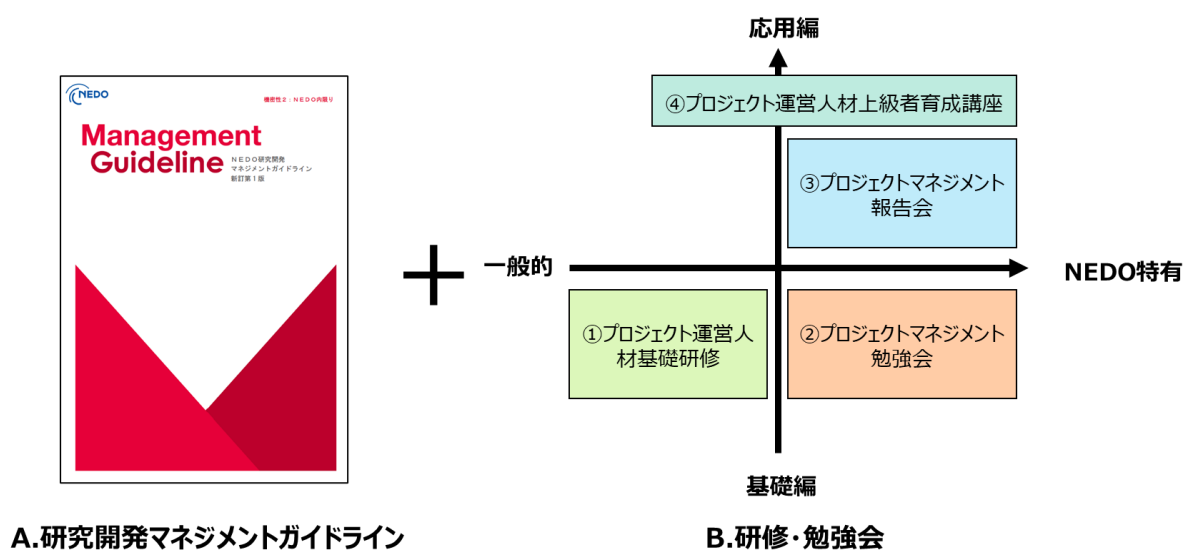 NEDO
機密性2:NEDO内限り
Management
Guideline
NEDO研究開発
マネジメントガイドライン
新訂第1版
A.研究開発マネジメントガイドライン
+
応用編
④プロジェクト運営人材上級者育成講座
③プロジェクトマネジメント
報告会
一般的
NEDO特有
①プロジェクト運営人
材基礎研修
②プロジェクトマネジメント
勉強会
基礎編
B.研修・勉強会